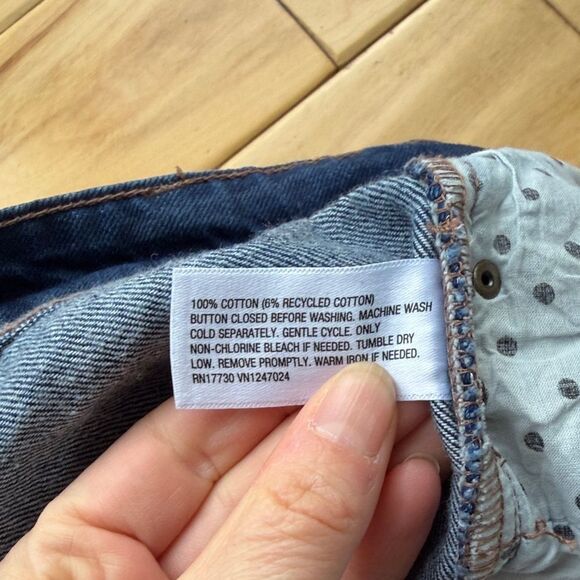 100% COTTON (6% RECYCLED COTTON)
BUTTON CLOSED BEFORE WASHING. MACHINE WASH
COLD SEPARATELY. GENTLE CYCLE. ONLY
NON-CHLORINE BLEACH IF NEEDED. TUMBLE DRY
LOW. REMOVE PROMPTLY. WARM IRON IF NEEDED.
RN17730 VN1247024